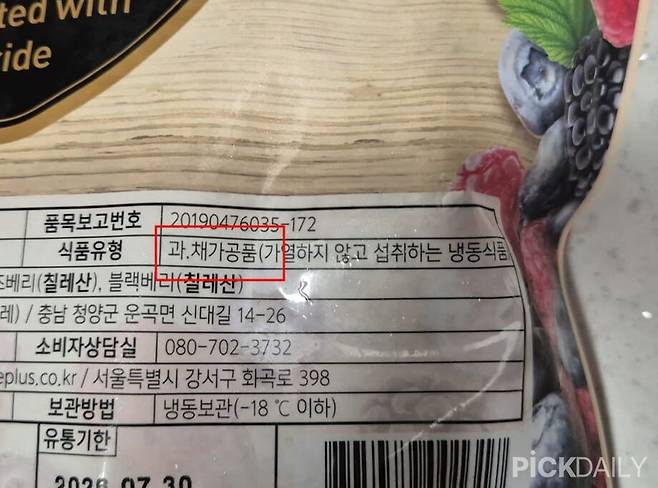 ted with
ide
품목보고번호 20190476035-172
식품유형 과.채가공품(가열하지 않고 섭취하는 냉동식품
즈베리(칠레산), 블랙베리(칠레산)
레) / 충남 청양군 운곡면 신대길 14-26
소비자상담실 080-702-3732
eplus.co.kr / 서울특별시 강서구 화곡로 398
보관방법 냉동보관(-18 ℃ 이하)
유통기한
2026.07.30
PiCKDAILY